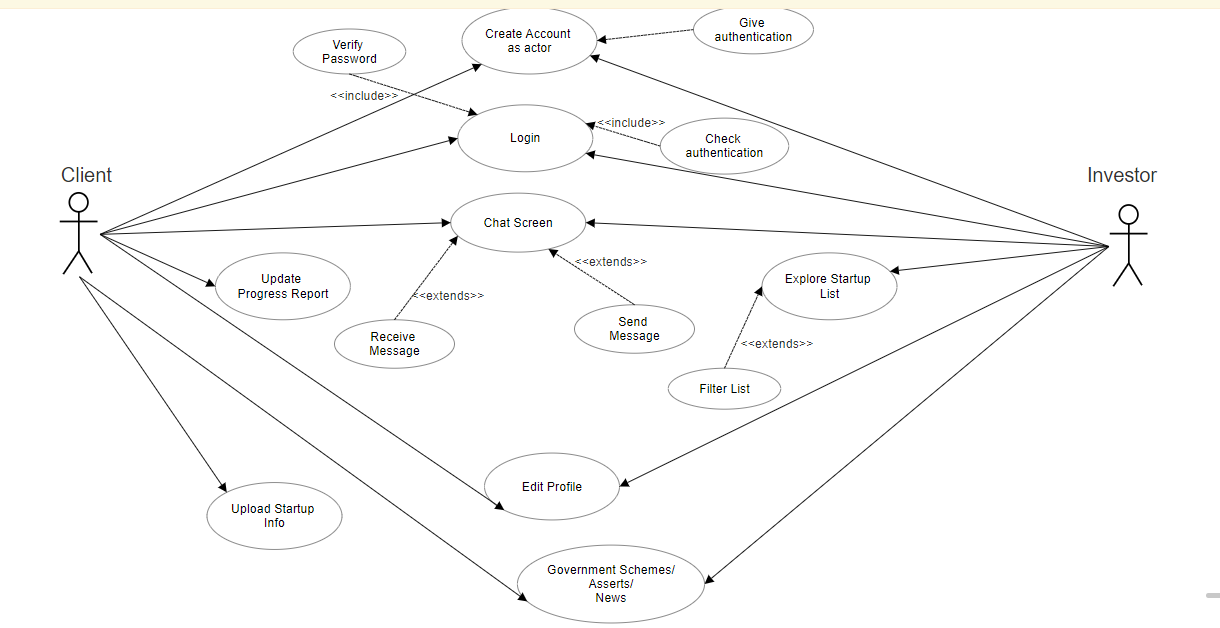 Create Account
as actor
Give
authentication
Verify
Password
<<include>>
Login
<<include>>
Check
authentication
Client
Investor
Chat Screen
<<extends>>
Update
Progress Report
Explore Startup
List
<<extends>>
Receive
Message
Send
Message
<<extends>>
Filter List
Edit Profile
Upload Startup
Info
Government Schemes/
Asserts/
News